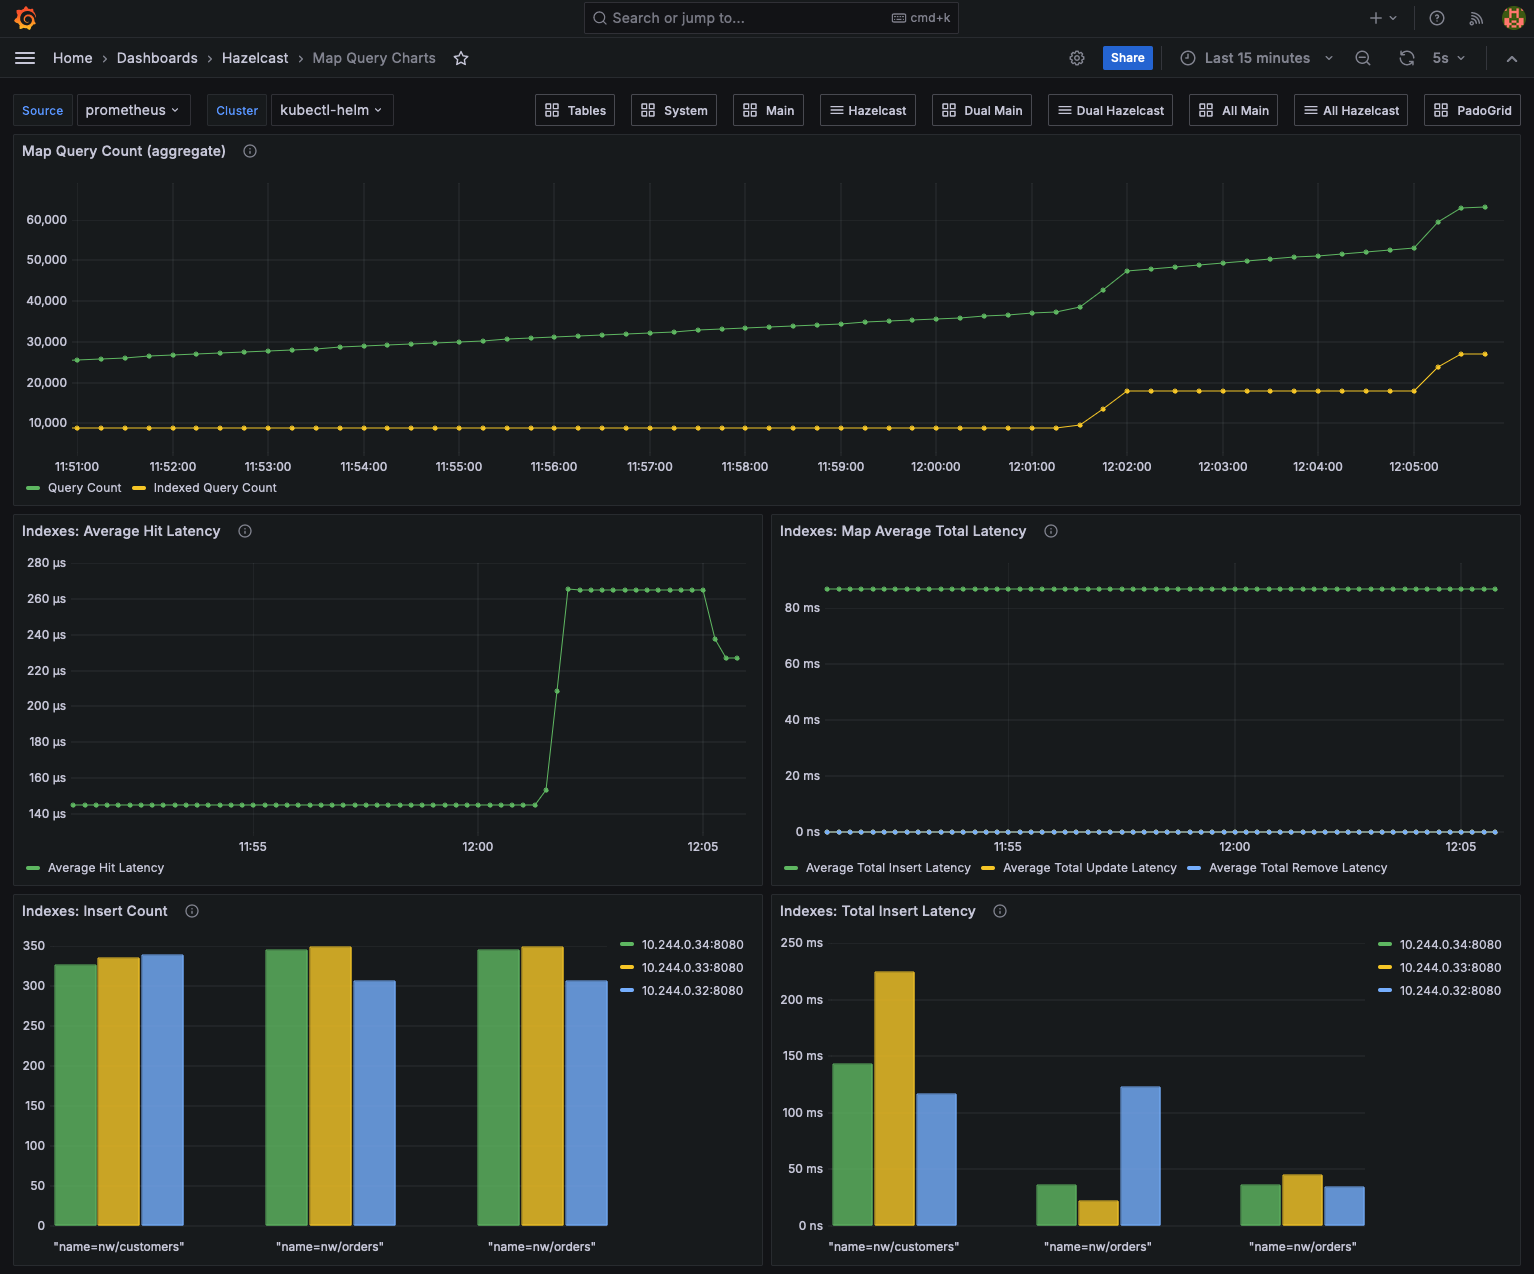 Search or jump to...
cmd+k
Home › Dashboards › Hazelcast › Map Query Charts
Share
Last 15 minutes
5s
Source
prometheus
Cluster
kubectl-helm
Tables
System
Main
Hazelcast
Dual Main
Dual Hazelcast
All Main
All Hazelcast
PadoGrid
Map Query Count (aggregate)
60,000
50,000
40,000
30,000
20,000
10,000
11:51:00 11:52:00 11:53:00 11:54:00 11:55:00 11:56:00 11:57:00 11:58:00 11:59:00 12:00:00 12:01:00 12:02:00 12:03:00 12:04:00 12:05:00
Query Count Indexed Query Count
Indexes: Average Hit Latency
280 µs
260 µs
240 µs
220 µs
200 µs
180 µs
160 µs
140 µs
11:55 12:00 12:05
Average Hit Latency
Indexes: Map Average Total Latency
80 ms
60 ms
40 ms
20 ms
0 ns
11:55 12:00 12:05
Average Total Insert Latency Average Total Update Latency Average Total Remove Latency
Indexes: Insert Count
350
300
250
200
150
100
50
0
"name=nw/customers" "name=nw/orders" "name=nw/orders"
10.244.0.34:8080
10.244.0.33:8080
10.244.0.32:8080
Indexes: Total Insert Latency
250 ms
200 ms
150 ms
100 ms
50 ms
0 ns
"name=nw/customers" "name=nw/orders" "name=nw/orders"
10.244.0.34:8080
10.244.0.33:8080
10.244.0.32:8080